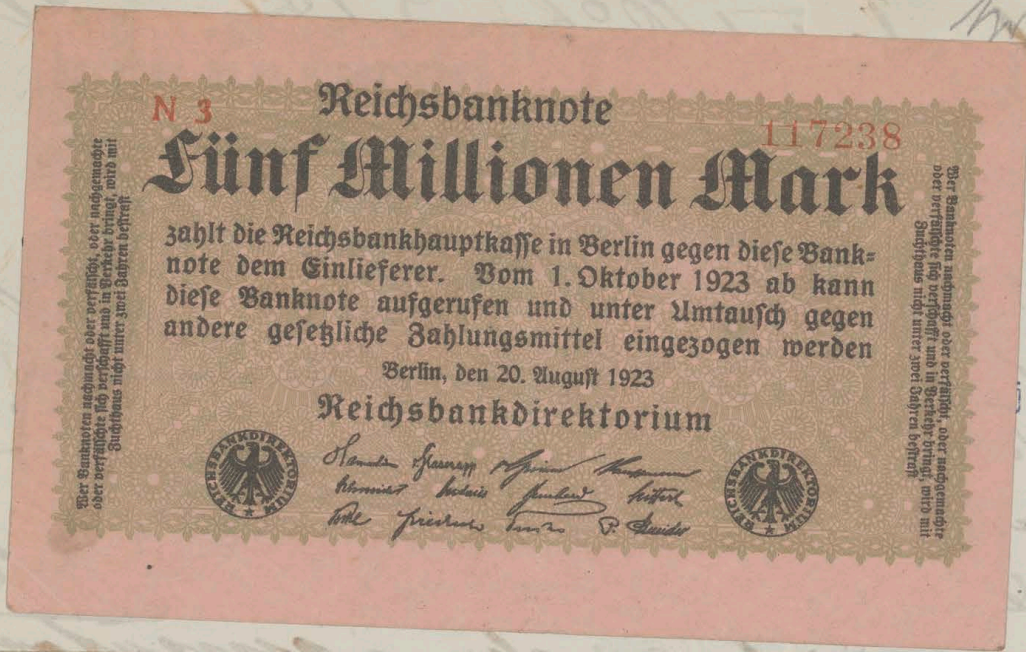 N 3
Reichsbanknote
117238
Fünf Millionen Mark
zahlt die Reichsbankhauptkasse in Berlin gegen diese Bank=
note dem Einlieferer. Vom 1. Oktober 1923 ab kann
diese Banknote aufgerufen und unter Umtausch gegen
andere gesetzliche Zahlungsmittel eingezogen werden
Berlin, den 20. August 1923
Reichsbankdirektorium
REICHSBANKDIREKTORIUM
REICHSBANKDIREKTORIUM
Wer Banknoten nachmacht oder verfälscht, oder nachgemachte
oder verfälschte sich verschafft und in Verkehr bringt, wird mit
Zuchthaus nicht unter zwei Jahren bestraft
Wer Banknoten nachmacht oder verfälscht, oder nachgemachte
oder verfälschte sich verschafft und in Verkehr bringt, wird mit
Zuchthaus nicht unter zwei Jahren bestraft